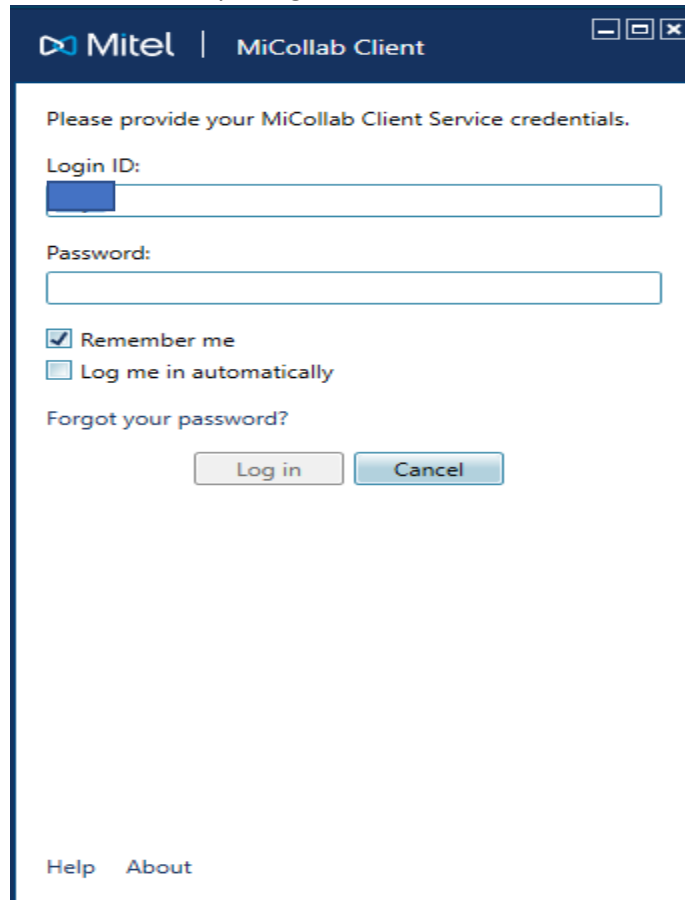 Mitel | MiCollab Client
Please provide your MiCollab Client Service credentials.
Login ID:
Password:
Remember me
Log me in automatically
Forgot your password?
Log in Cancel
Help About